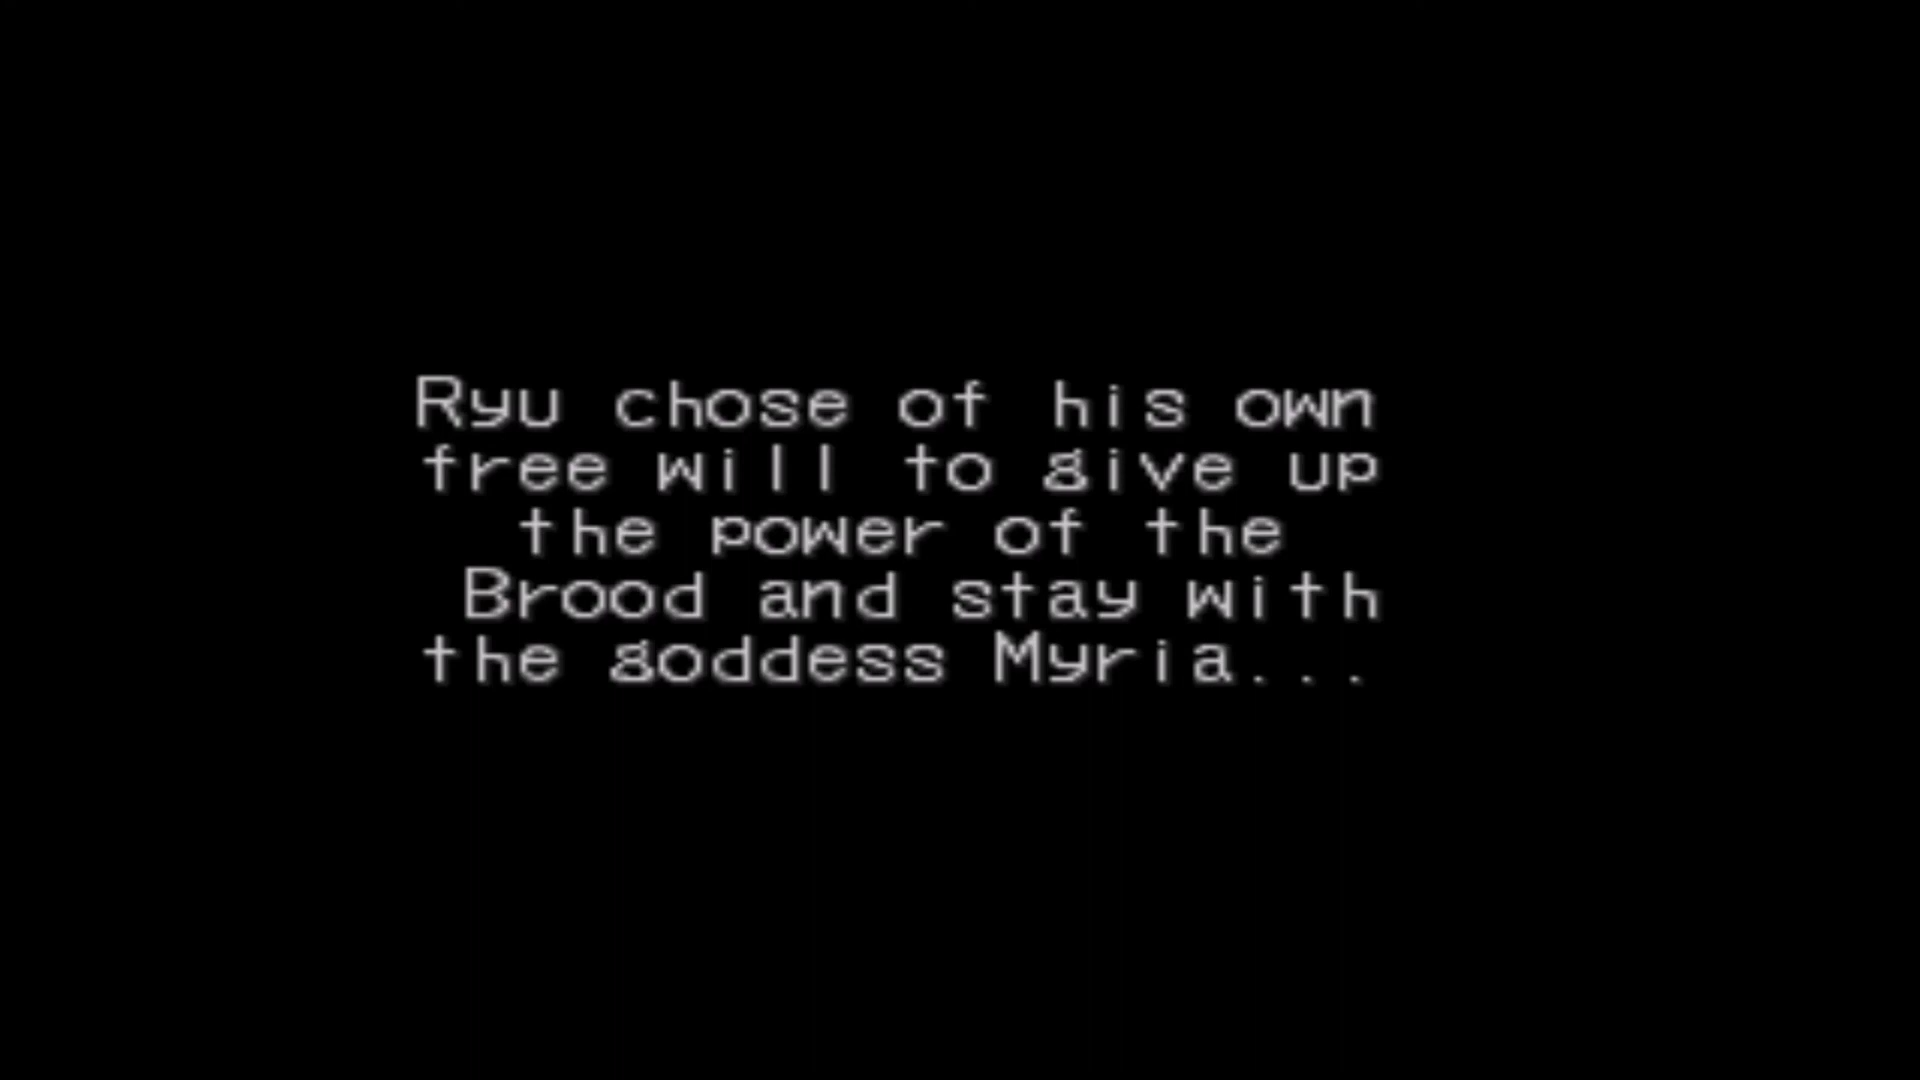 Ryu chose of his own
free will to give up
the power of the
Brood and stay with
the goddess Myria...